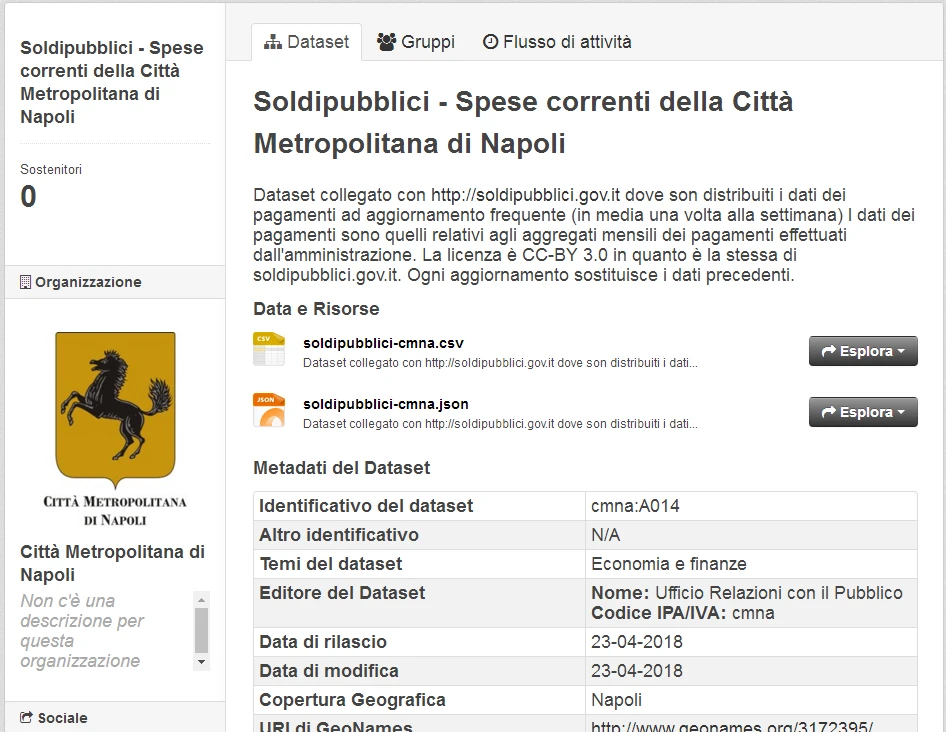 Soldipubblici - Spese
correnti della Città
Metropolitana di
Napoli
Sostenitori
0
Organizzazione
CITTÀ METROPOLITANA
DI NAPOLI
Città Metropolitana di
Napoli
Non c'è una
descrizione per
questa
organizzazione
Sociale
Dataset
Gruppi
Flusso di attività
Soldipubblici - Spese correnti della Città
Metropolitana di Napoli
Dataset collegato con http://soldipubblici.gov.it dove son distribuiti i dati dei
pagamenti ad aggiornamento frequente (in media una volta alla settimana) I dati dei
pagamenti sono quelli relativi agli aggregati mensili dei pagamenti effettuati
dall'amministrazione. La licenza è CC-BY 3.0 in quanto è la stessa di
soldipubblici.gov.it. Ogni aggiornamento sostituisce i dati precedenti.
Data e Risorse
CSV
soldipubblici-cmna.csv
Dataset collegato con http://soldipubblici.gov.it dove son distribuiti i dati...
Esplora
JSON
soldipubblici-cmna.json
Dataset collegato con http://soldipubblici.gov.it dove son distribuiti i dati...
Esplora
Metadati del Dataset
Identificativo del dataset cmna:A014
Altro identificativo N/A
Temi del dataset Economia e finanze
Editore del Dataset Nome: Ufficio Relazioni con il Pubblico
Codice IPA/IVA: cmna
Data di rilascio 23-04-2018
Data di modifica 23-04-2018
Copertura Geografica Napoli
URI di GeoNames http://www.geonames.org/3172395/